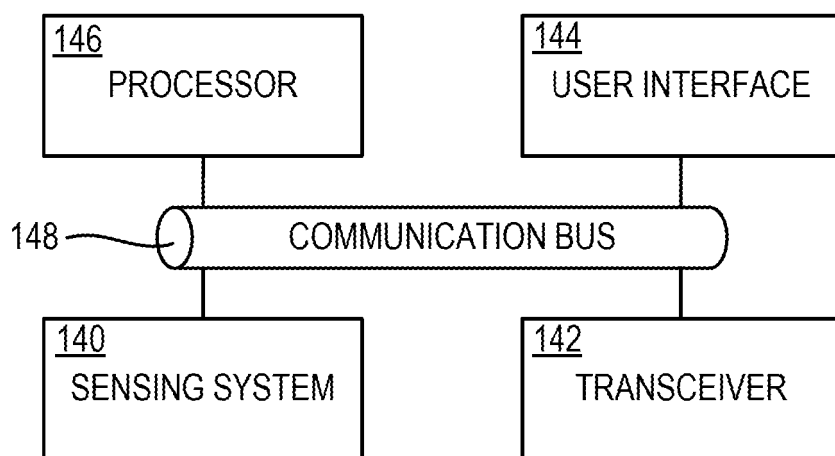 146
PROCESSOR
144
USER INTERFACE
148
COMMUNICATION BUS
140
SENSING SYSTEM
142
TRANSCEIVER